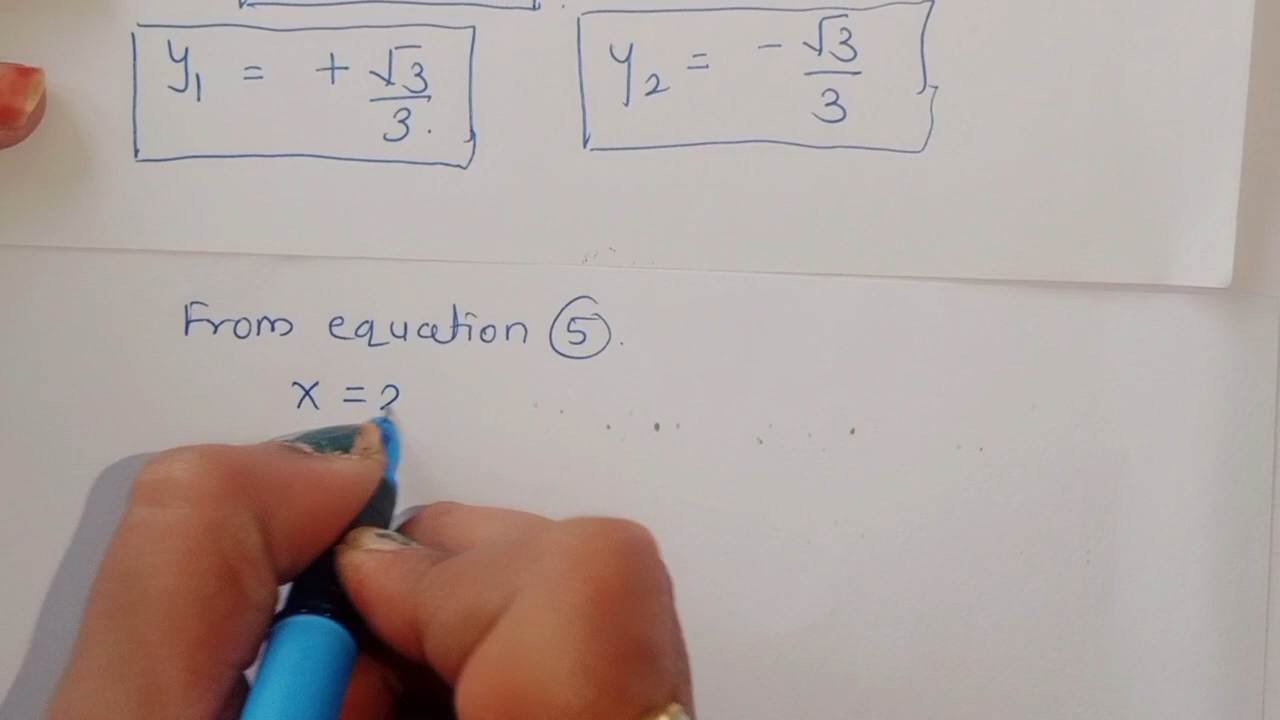 y₁ = + √3/3.
y₂ = - √3/3
From equation ⑤.
x = 2